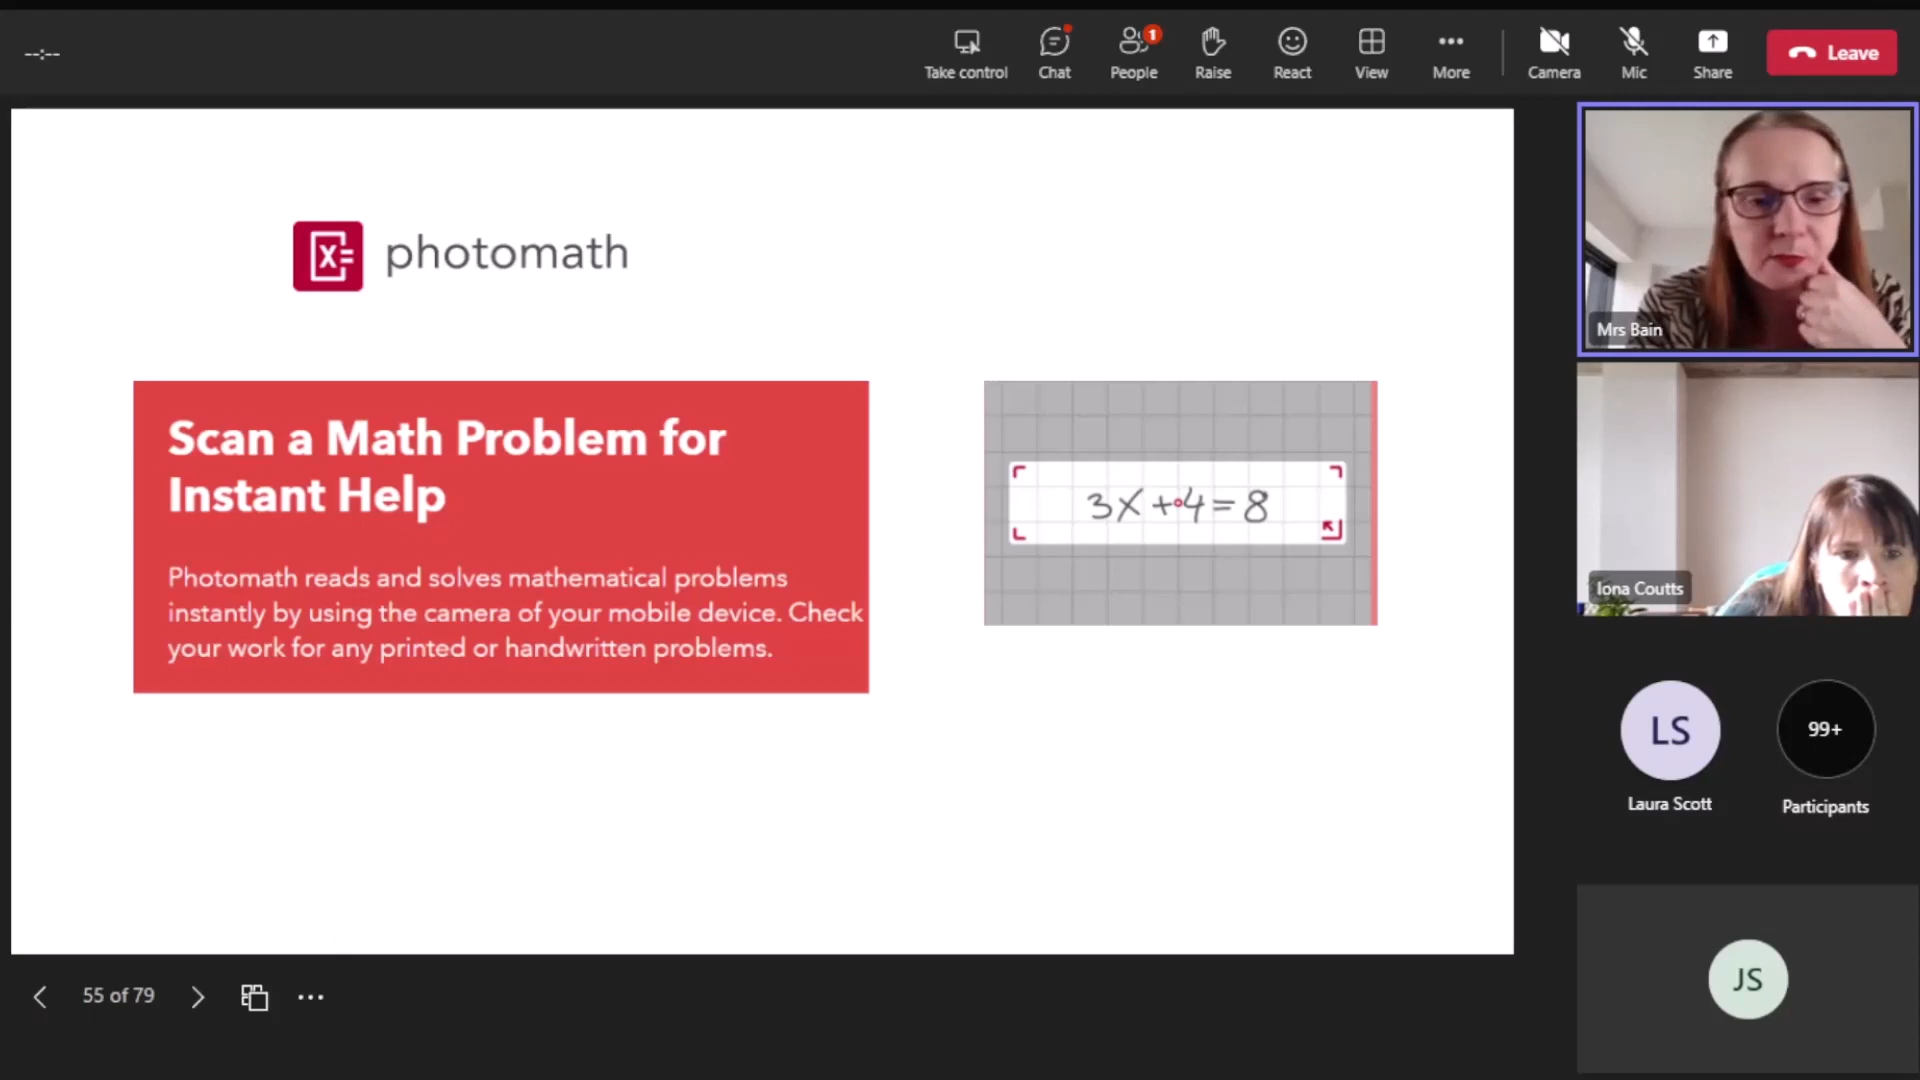 --:--
Take control
Chat
People
1
Raise
React
View
More
Camera
Mic
Share
Leave
X=
photomath
Scan a Math Problem for
Instant Help
Photomath reads and solves mathematical problems
instantly by using the camera of your mobile device. Check
your work for any printed or handwritten problems.
3x+4=8
Mrs Bain
Iona Coutts
LS
99+
Laura Scott
Participants
JS
55 of 79